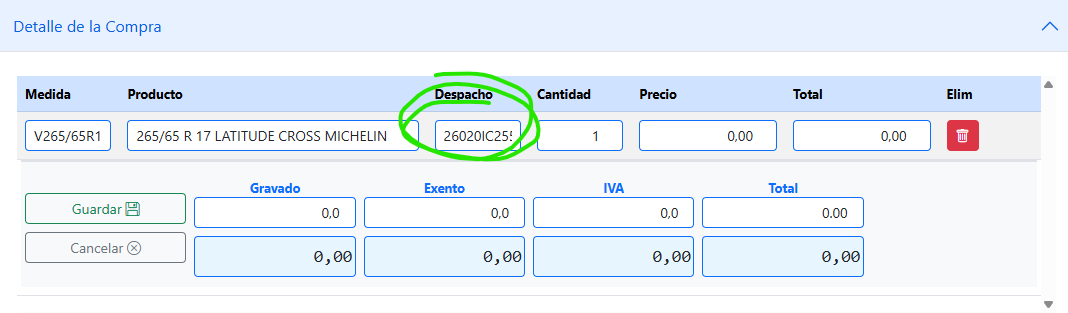 Detalle de la Compra
Medida Producto Despacho Cantidad Precio Total Elim
V265/65R1 265/65 R 17 LATITUDE CROSS MICHELIN 26020IC25 1 0,00 0,00
Gravado Exento IVA Total
Guardar 0,0 0,0 0,0 0.00
Cancelar 0,00 0,00 0,00 0,00